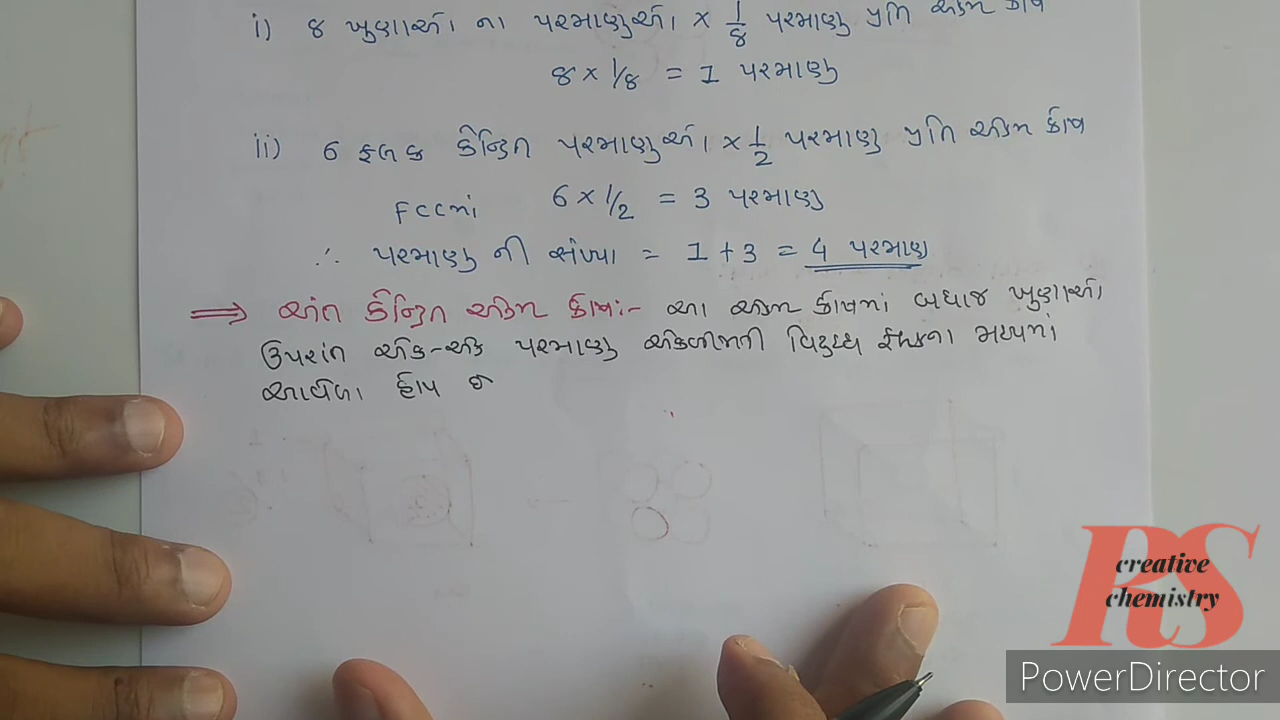 i) 8 ખુણાઓ ના પરમાણુઓ × 1/8 પરમાણુ પ્રતિ એકમ કોષ
8 × 1/8 = 1 પરમાણુ
ii) 6 ફલક કેન્દ્રિત પરમાણુઓ × 1/2 પરમાણુ પ્રતિ એકમ કોષ
FCCમાં 6 × 1/2 = 3 પરમાણુ
∴ પરમાણુ ની સંખ્યા = 1 + 3 = 4 પરમાણુ
⟹ અંત કેન્દ્રિત એકમ કોષ:- આ એકમ કોષમાં બધાજ ખુણાઓ
ઉપરાંત એક-એક પરમાણુ એકબીજાની વિરુધ્ધ ફલકના મધ્યમાં
આવેલા હોય છે
RS
creative
chemistry
PowerDirector